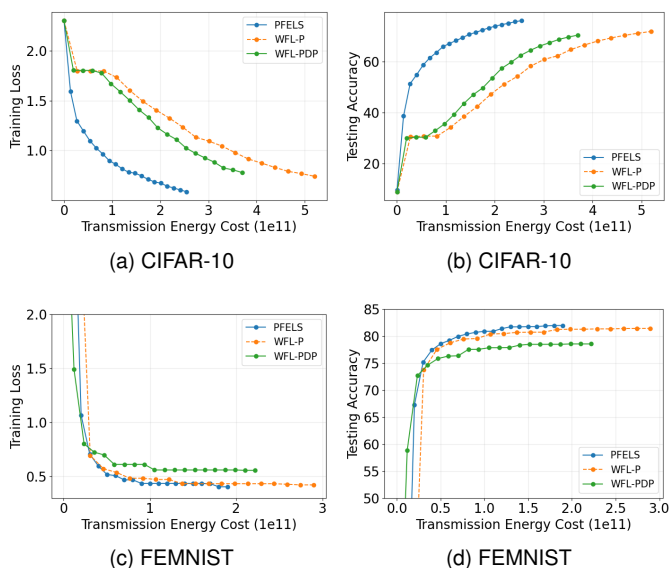 PFELS
WFL-P
WFL-PDP
Training Loss
2.0
1.5
1.0
0 1 2 3 4 5
Transmission Energy Cost (1e11)
(a) CIFAR-10
Testing Accuracy
60
40
20
PFELS
WFL-P
WFL-PDP
0 1 2 3 4 5
Transmission Energy Cost (1e11)
(b) CIFAR-10
Training Loss
2.0
1.5
1.0
0.5
PFELS
WFL-P
WFL-PDP
0 1 2 3
Transmission Energy Cost (1e11)
(c) FEMNIST
Testing Accuracy
85
80
75
70
65
60
55
50
PFELS
WFL-P
WFL-PDP
0.0 0.5 1.0 1.5 2.0 2.5 3.0
Transmission Energy Cost (1e11)
(d) FEMNIST